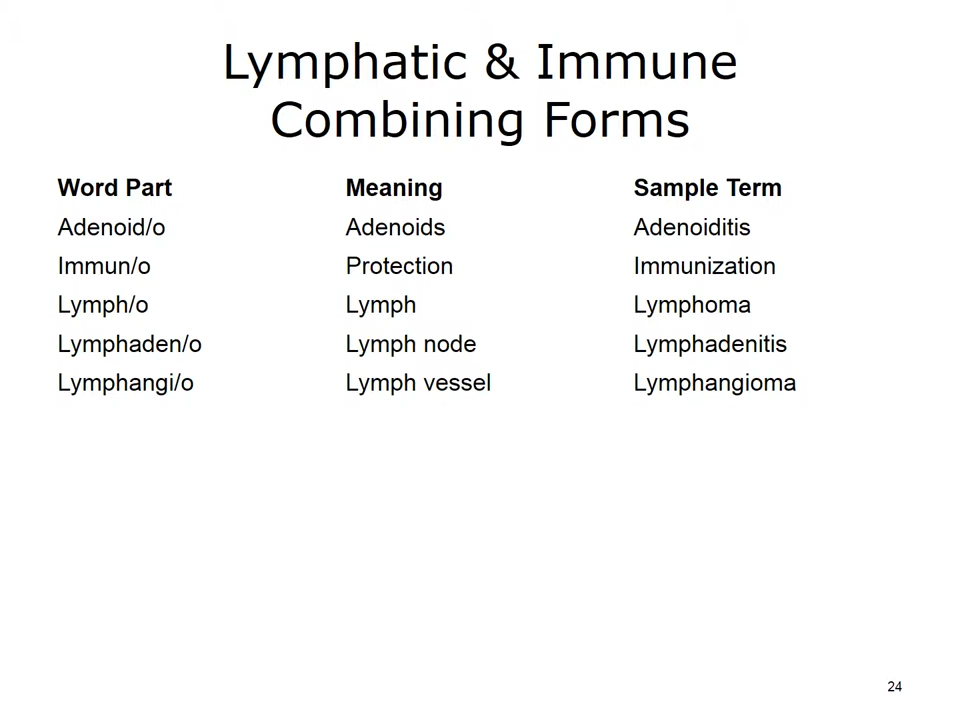 Lymphatic & Immune
Combining Forms
Word Part Meaning Sample Term
Adenoid/o Adenoids Adenoiditis
Immun/o Protection Immunization
Lymph/o Lymph Lymphoma
Lymphaden/o Lymph node Lymphadenitis
Lymphangi/o Lymph vessel Lymphangioma
24